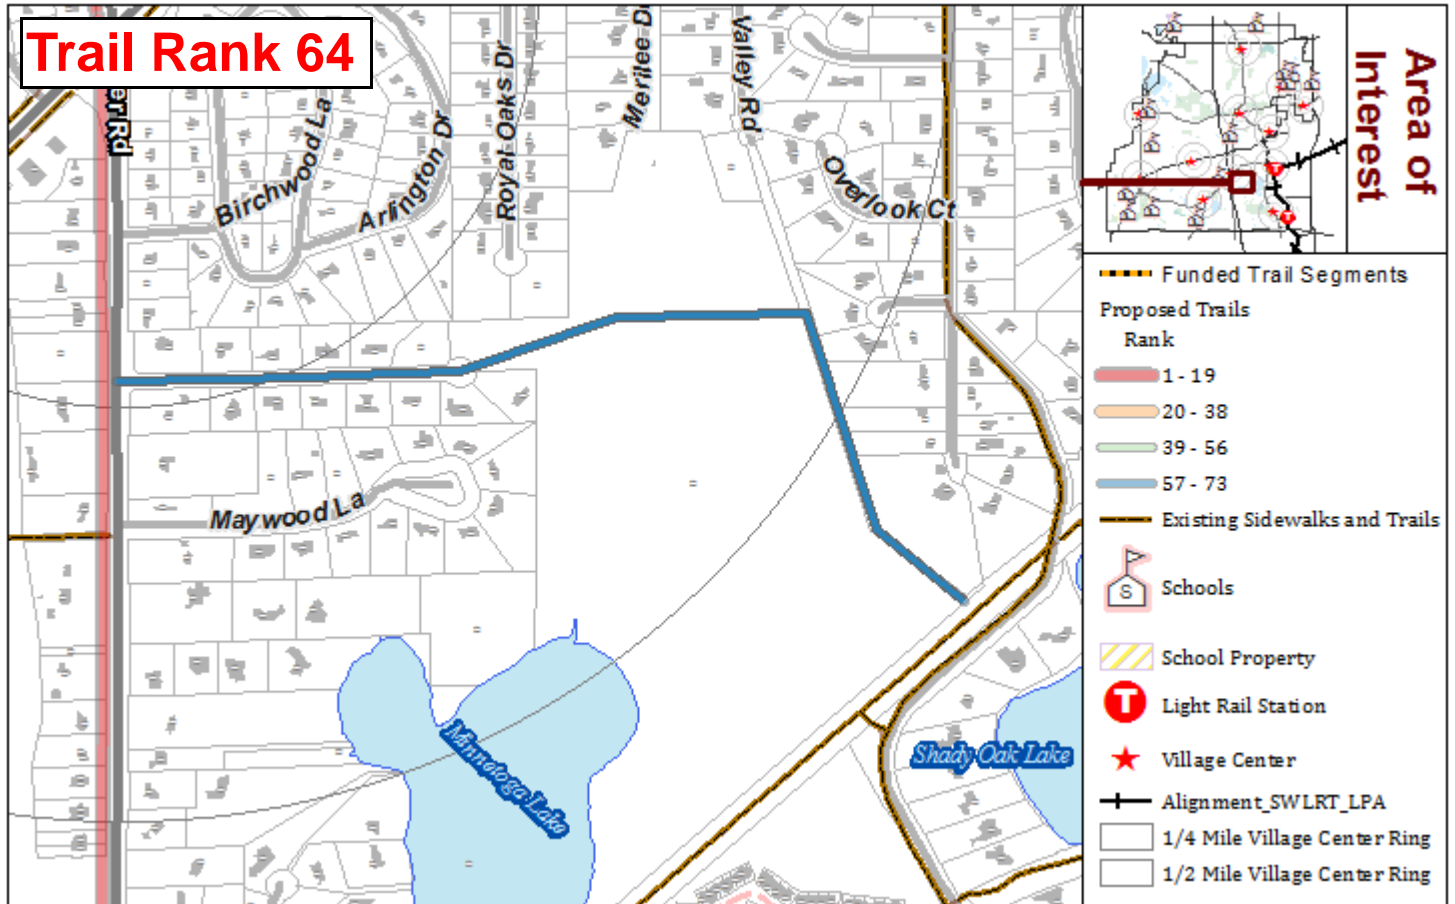 Trail Rank 64
er Rd
Birchwood La
Arlington Dr
Royal Oaks Dr
Merilee Dr
Valley Rd
Overlook Ct
Maywood La
Minnetoga Lake
Shady Oak Lake
Area of
Interest
Funded Trail Segments
Proposed Trails
Rank
1 - 19
20 - 38
39 - 56
57 - 73
Existing Sidewalks and Trails
S
Schools
School Property
T
Light Rail Station
Village Center
Alignment_SWLRT_LPA
1/4 Mile Village Center Ring
1/2 Mile Village Center Ring